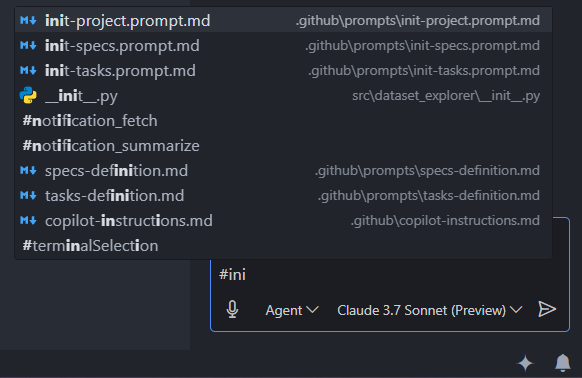 init-project.prompt.md .github\prompts\init-project.prompt.md
init-specs.prompt.md .github\prompts\init-specs.prompt.md
init-tasks.prompt.md .github\prompts\init-tasks.prompt.md
__init__.py src\dataset_explorer\__init__.py
#notification_fetch
#notification_summarize
specs-definition.md .github\prompts\specs-definition.md
tasks-definition.md .github\prompts\tasks-definition.md
copilot-instructions.md .github\copilot-instructions.md
#terminalSelection
#ini
Agent Claude 3.7 Sonnet (Preview)